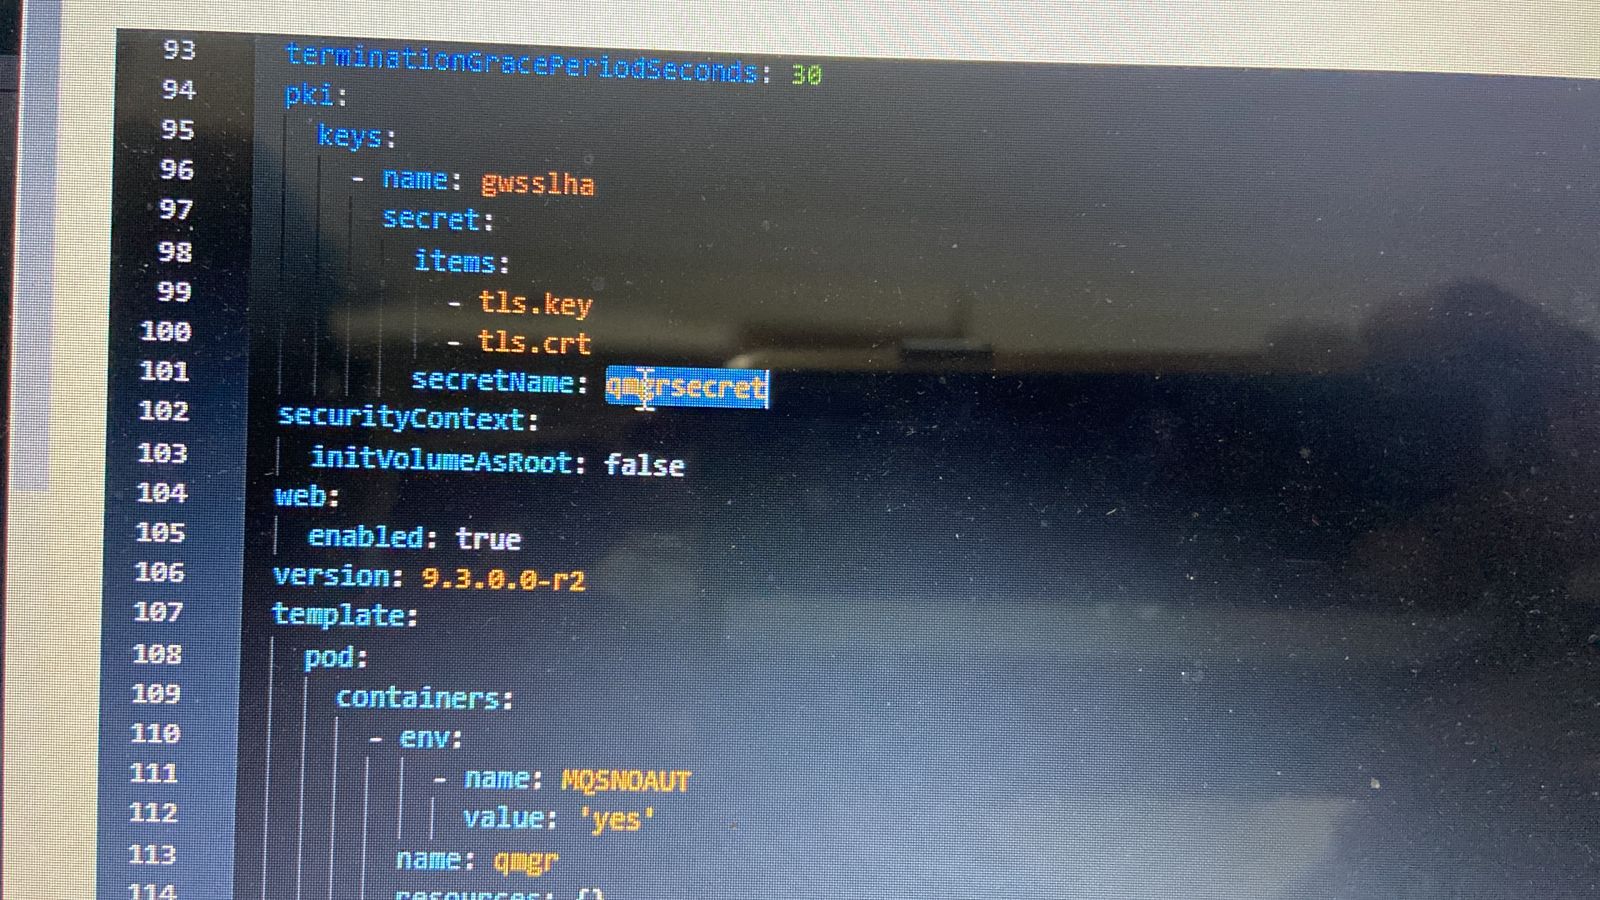 93 terminationGracePeriodSeconds: 30
94 pki:
95 keys:
96 - name: gwsslha
97 secret:
98 items:
99 - tls.key
100 - tls.crt
101 secretName: qmgrsecret
102 securityContext:
103 initVolumeAsRoot: false
104 web:
105 enabled: true
106 version: 9.3.0.0-r2
107 template:
108 pod:
109 containers:
110 - env:
111 - name: MQSNOAUT
112 value: 'yes'
113 name: qmgr
114 resources: {}